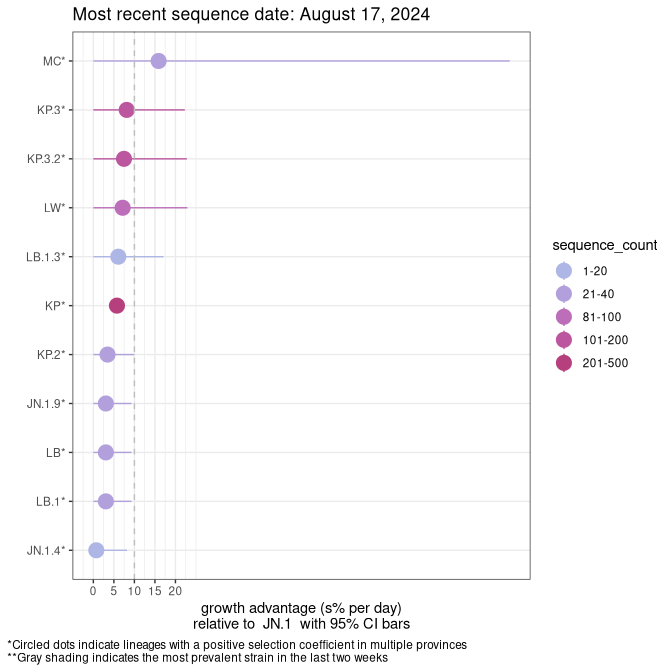 Most recent sequence date: August 17, 2024
MC*
KP.3*
KP.3.2*
LW*
LB.1.3*
KP*
KP.2*
JN.1.9*
LB*
LB.1*
JN.1.4*
0 5 10 15 20
growth advantage (s% per day)
relative to JN.1 with 95% CI bars
sequence_count
1-20
21-40
81-100
101-200
201-500
*Circled dots indicate lineages with a positive selection coefficient in multiple provinces
**Gray shading indicates the most prevalent strain in the last two weeks